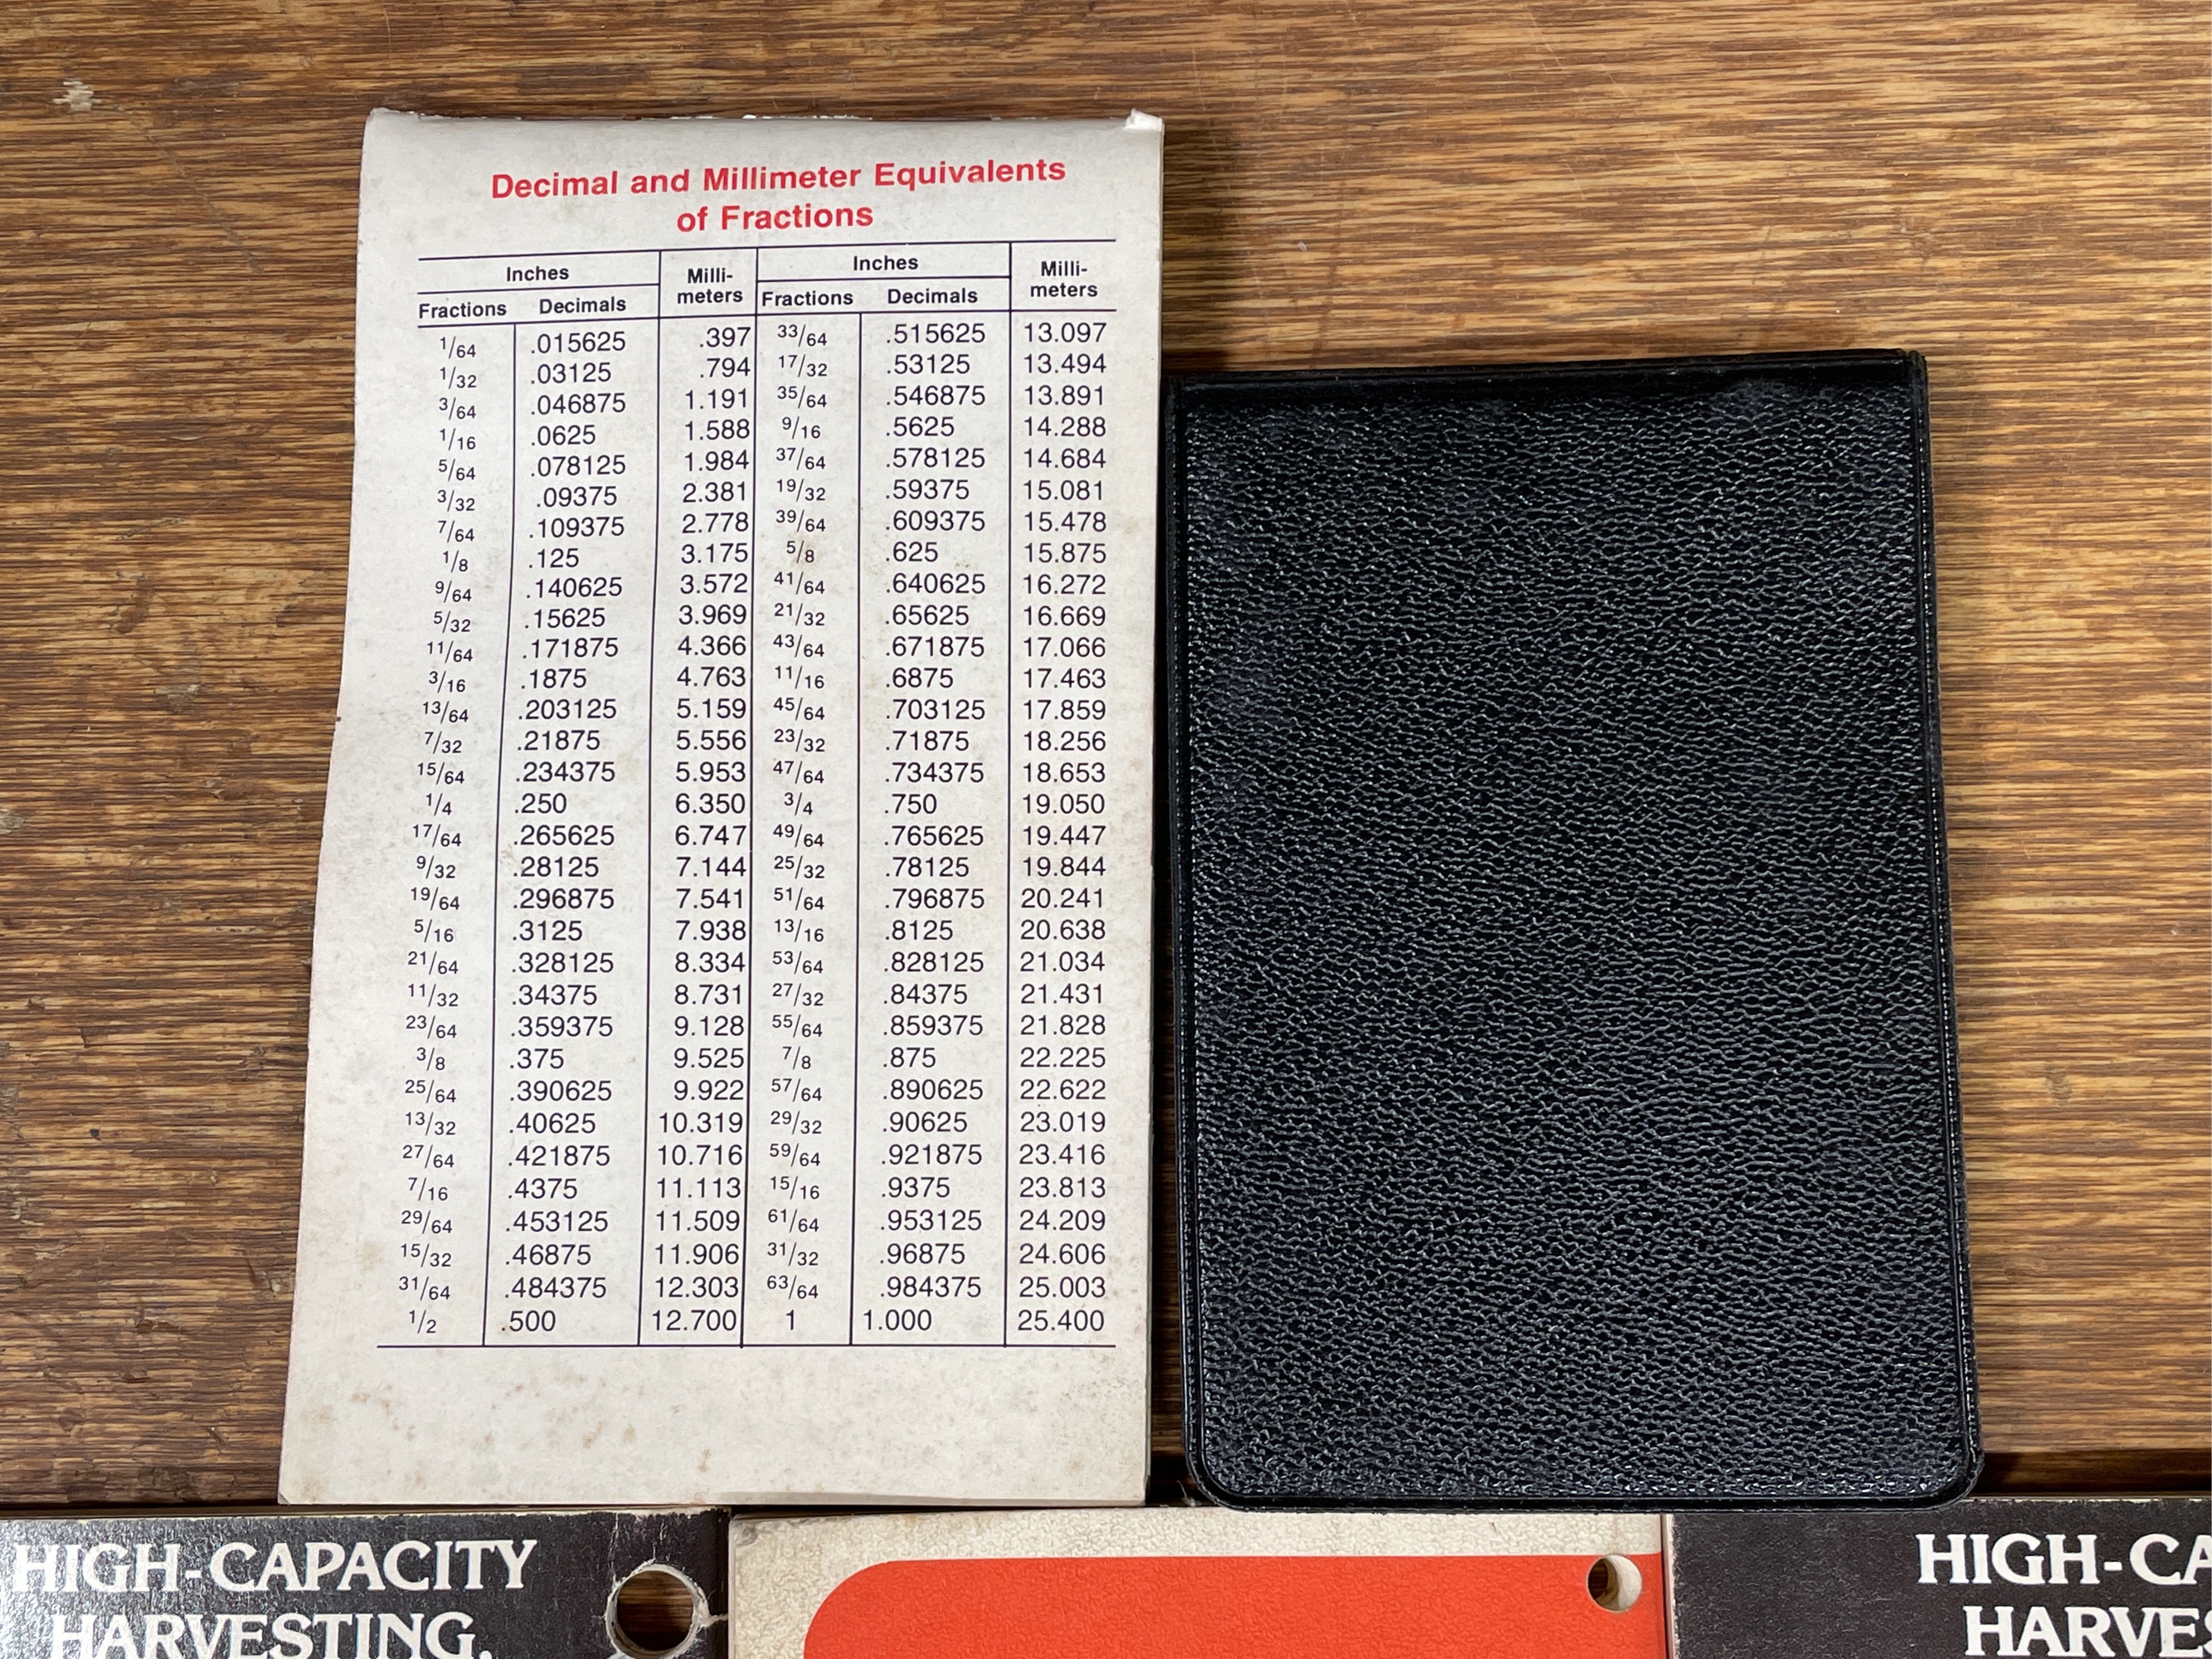 Decimal and Millimeter Equivalents
of Fractions
Inches Milli-meters Inches Milli-meters
Fractions Decimals Fractions Decimals
1/64 .015625 .397 33/64 .515625 13.097
1/32 .03125 .794 17/32 .53125 13.494
3/64 .046875 1.191 35/64 .546875 13.891
1/16 .0625 1.588 9/16 .5625 14.288
5/64 .078125 1.984 37/64 .578125 14.684
3/32 .09375 2.381 19/32 .59375 15.081
7/64 .109375 2.778 39/64 .609375 15.478
1/8 .125 3.175 5/8 .625 15.875
9/64 .140625 3.572 41/64 .640625 16.272
5/32 .15625 3.969 21/32 .65625 16.669
11/64 .171875 4.366 43/64 .671875 17.066
3/16 .1875 4.763 11/16 .6875 17.463
13/64 .203125 5.159 45/64 .703125 17.859
7/32 .21875 5.556 23/32 .71875 18.256
15/64 .234375 5.953 47/64 .734375 18.653
1/4 .250 6.350 3/4 .750 19.050
17/64 .265625 6.747 49/64 .765625 19.447
9/32 .28125 7.144 25/32 .78125 19.844
19/64 .296875 7.541 51/64 .796875 20.241
5/16 .3125 7.938 13/16 .8125 20.638
21/64 .328125 8.334 53/64 .828125 21.034
11/32 .34375 8.731 27/32 .84375 21.431
23/64 .359375 9.128 55/64 .859375 21.828
3/8 .375 9.525 7/8 .875 22.225
25/64 .390625 9.922 57/64 .890625 22.622
13/32 .40625 10.319 29/32 .90625 23.019
27/64 .421875 10.716 59/64 .921875 23.416
7/16 .4375 11.113 15/16 .9375 23.813
29/64 .453125 11.509 61/64 .953125 24.209
15/32 .46875 11.906 31/32 .96875 24.606
31/64 .484375 12.303 63/64 .984375 25.003
1/2 .500 12.700 1 1.000 25.400
HIGH-CAPACITY
HARVESTING.
HIGH-CA
HARVES